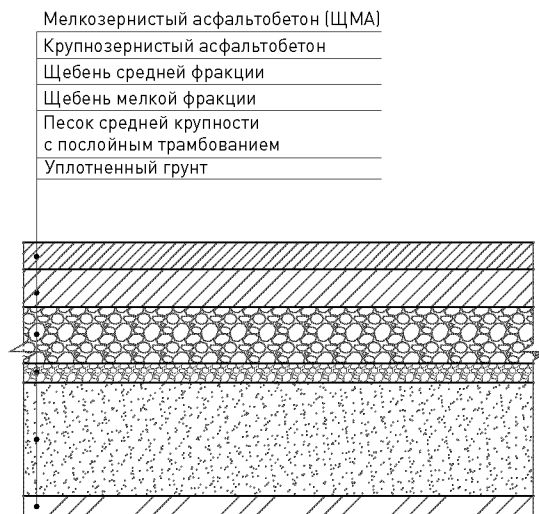 Мелкозернистый асфальтобетон (ЩМА)
Крупнозернистый асфальтобетон
Щебень средней фракции
Щебень мелкой фракции
Песок средней крупности
с послойным трамбованием
Уплотненный грунт